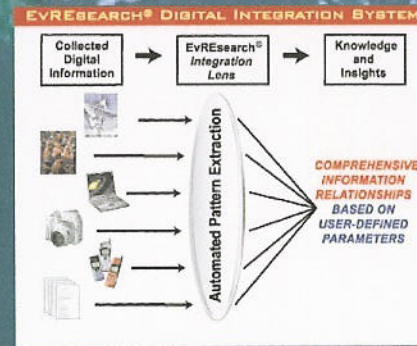 EVRESEARCH® DIGITAL INTEGRATION SYSTEM
Collected
Digital
Information
EvREsearch®
Integration
Lens
Knowledge
and
Insights
Automated Pattern Extraction
COMPREHENSIVE
INFORMATION
RELATIONSHIPS
BASED ON
USER-DEFINED
PARAMETERS